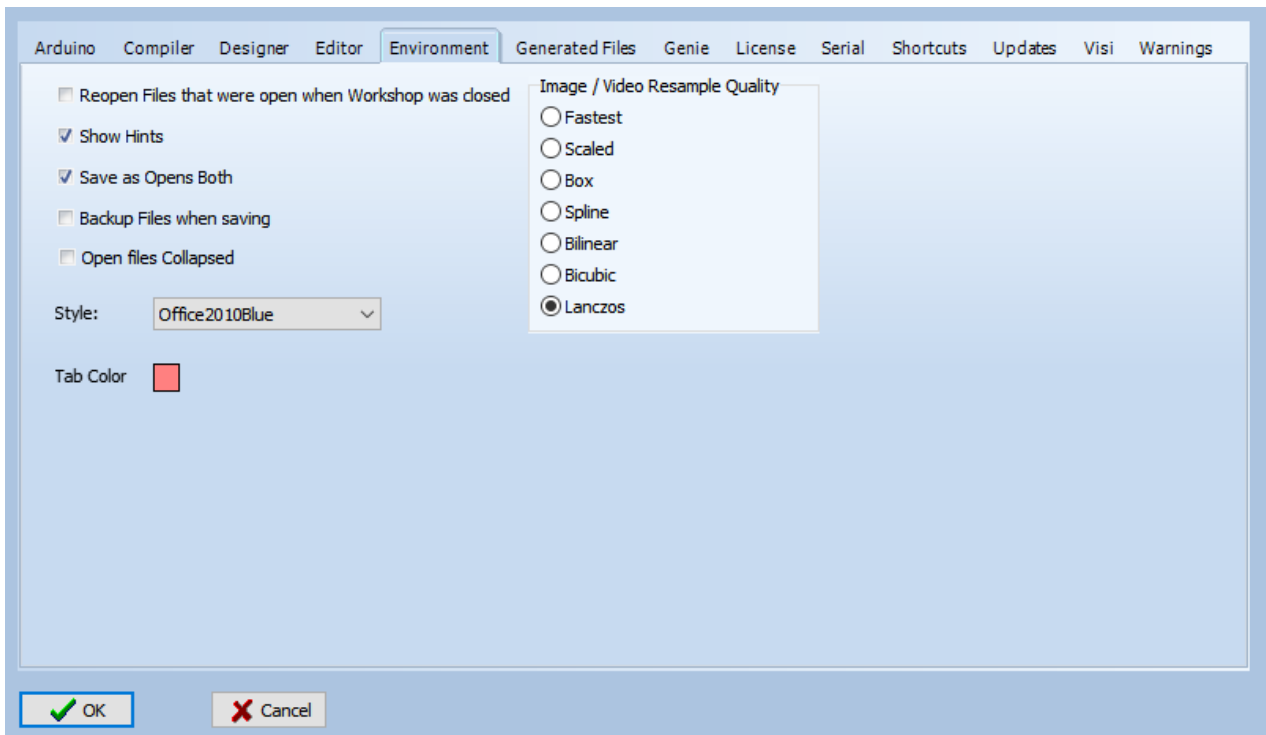 Arduino Compiler Designer Editor Environment Generated Files Genie License Serial Shortcuts Updates Visi Warnings
Reopen Files that were open when Workshop was closed
Show Hints
Save as Opens Both
Backup Files when saving
Open files Collapsed
Style: Office2010Blue
Tab Color
Image / Video Resample Quality
Fastest
Scaled
Box
Spline
Bilinear
Bicubic
Lanczos
OK Cancel